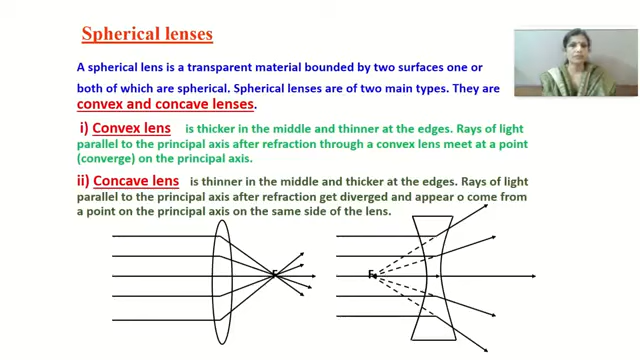 Spherical lenses
A spherical lens is a transparent material bounded by two surfaces one or
both of which are spherical. Spherical lenses are of two main types. They are
convex and concave lenses.
i) Convex lens is thicker in the middle and thinner at the edges. Rays of light
parallel to the principal axis after refraction through a convex lens meet at a point
(converge) on the principal axis.
ii) Concave lens is thinner in the middle and thicker at the edges. Rays of light
parallel to the principal axis after refraction get diverged and appear o come from
a point on the principal axis on the same side of the lens.
F F